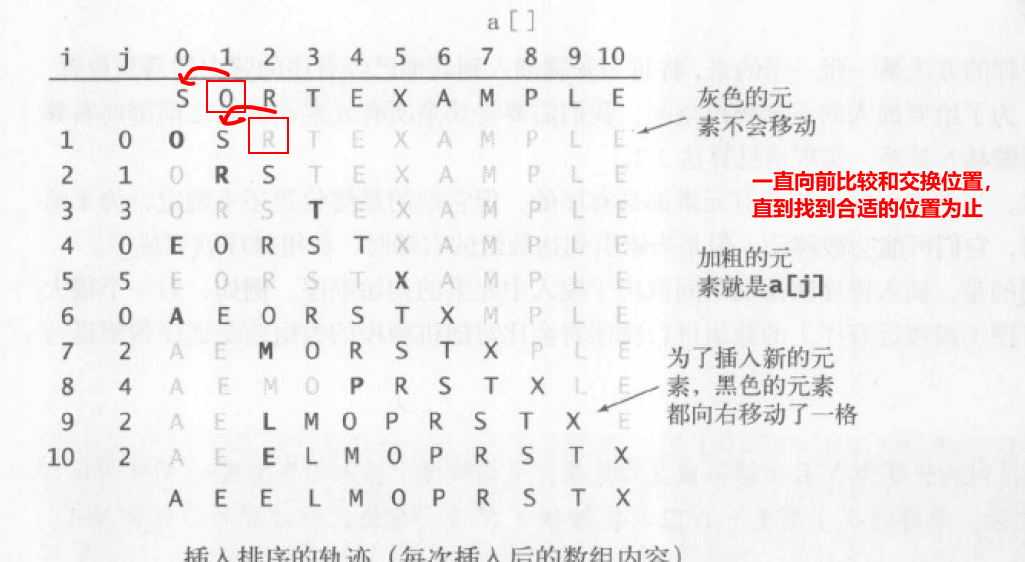 a[]
i j 0 1 2 3 4 5 6 7 8 9 10
S O R T E X A M P L E
灰色的元
素不会移动
1 0 O S R T E X A M P L E
2 1 O R S T E X A M P L E
一直向前比较和交换位置,
直到找到合适的位置为止
3 3 O R S T E X A M P L E
4 0 E O R S T X A M P L E
加粗的元
素就是a[j]
5 5 E O R S T X A M P L E
6 0 A E O R S T X M P L E
7 2 A E M O R S T X P L E
为了插入新的元
素，黑色的元素
都向右移动了一格
8 4 A E M O P R S T X L E
9 2 A E L M O P R S T X E
10 2 A E E L M O P R S T X
A E E L M O P R S T X
插入排序的轨迹（每次插入后的数组内容）